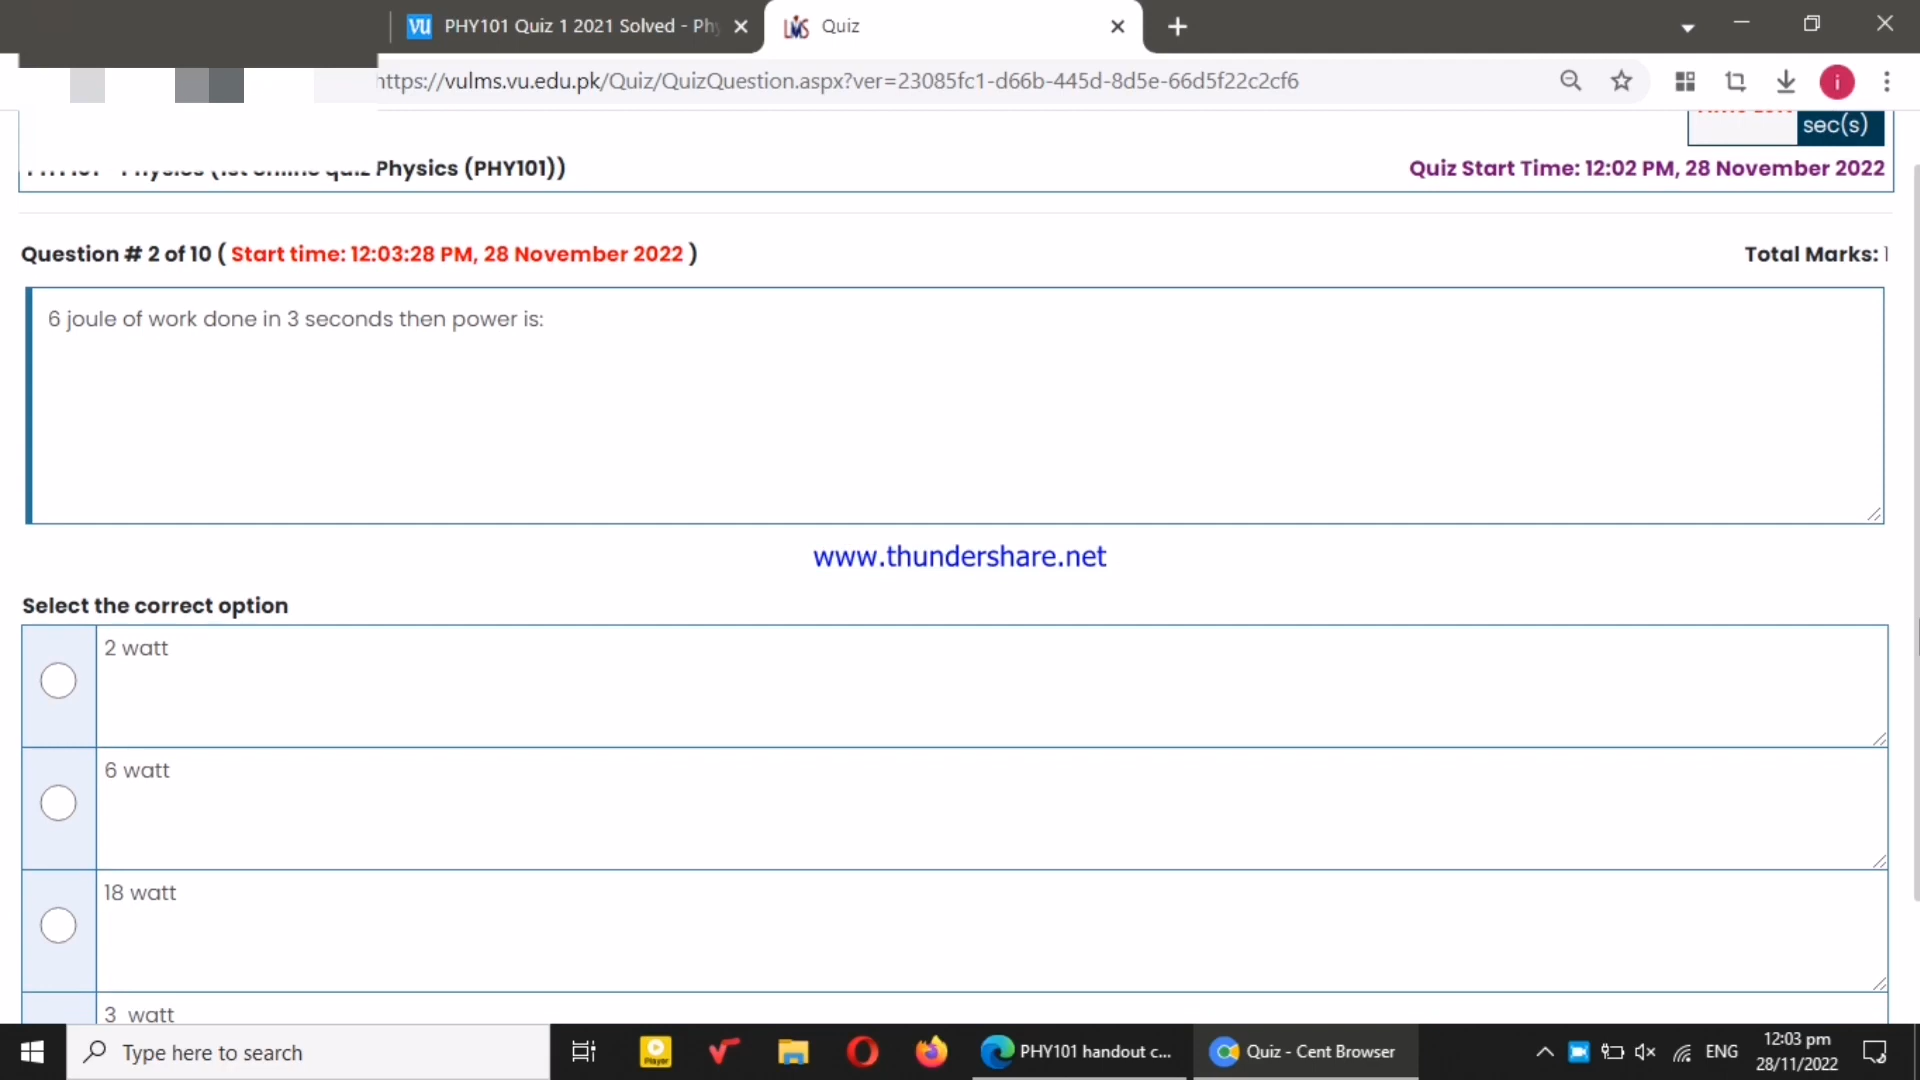 PHY101 Quiz 1 2021 Solved - Ph
Quiz
https://vulms.vu.edu.pk/Quiz/QuizQuestion.aspx?ver=23085fc1-d66b-445d-8d5e-66d5f22c2cf6
i
sec(s)
Physics (PHY101))
Quiz Start Time: 12:02 PM, 28 November 2022
Question # 2 of 10 ( Start time: 12:03:28 PM, 28 November 2022 )
Total Marks: 1
6 joule of work done in 3 seconds then power is:
www.thundershare.net
Select the correct option
2 watt
6 watt
18 watt
3 watt
Type here to search
Player
PHY101 handout c...
Quiz - Cent Browser
ENG
12:03 pm
28/11/2022